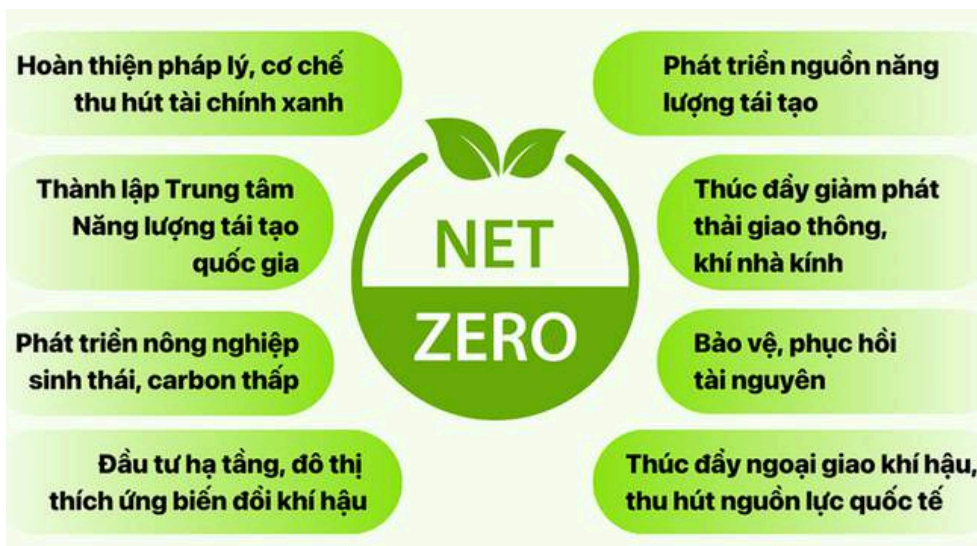 Hoàn thiện pháp lý, cơ chế
thu hút tài chính xanh
Thành lập Trung tâm
Năng lượng tái tạo
quốc gia
Phát triển nông nghiệp
sinh thái, carbon thấp
Đầu tư hạ tầng, đô thị
thích ứng biến đổi khí hậu
NET
ZERO
Phát triển nguồn năng
lượng tái tạo
Thúc đẩy giảm phát
thải giao thông,
khí nhà kính
Bảo vệ, phục hồi
tài nguyên
Thúc đẩy ngoại giao khí hậu,
thu hút nguồn lực quốc tế